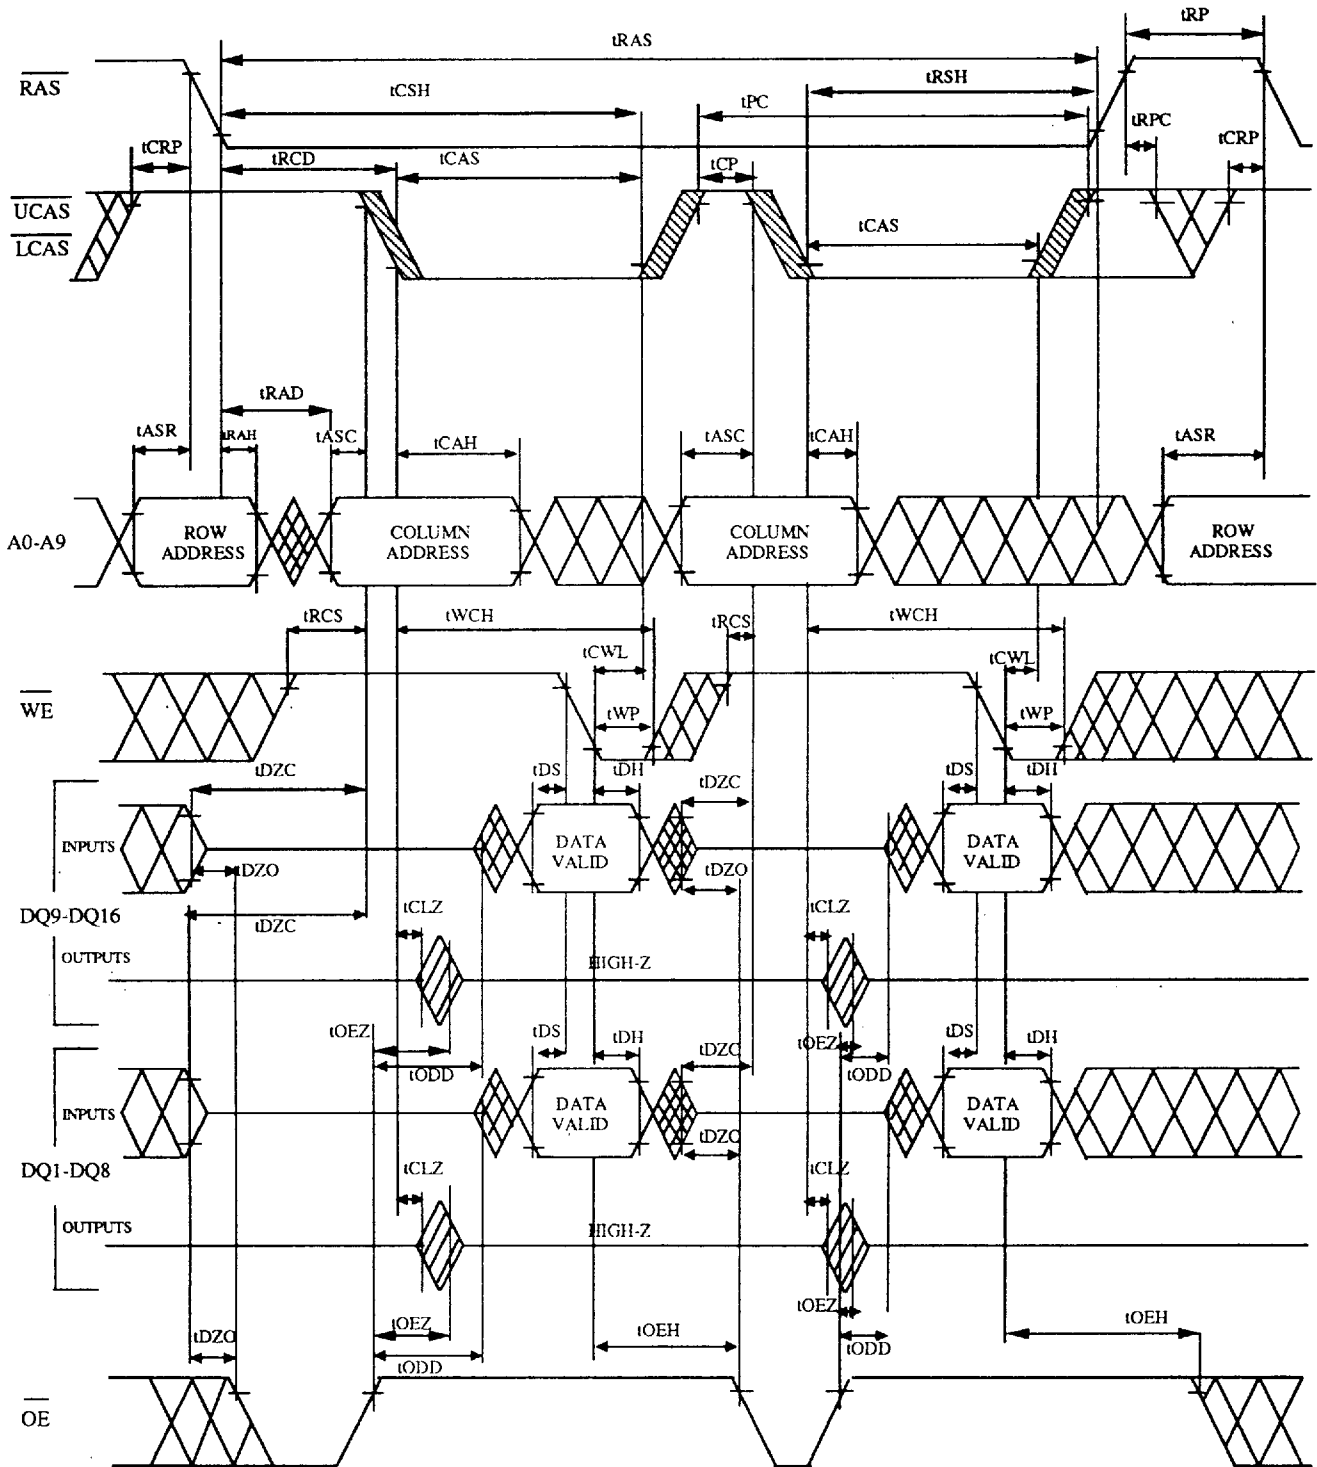 tRP
tRAS
RAS
tCSH
tPC
tRSH
tRPC
tCRP
tCRP
tRCD
tCAS
tCP
UCAS
LCAS
tCAS
tRAD
tASR
tRAH
tASC
tCAH
tASC
tCAH
tASR
A0-A9
ROW
ADDRESS
COLUMN
ADDRESS
COLUMN
ADDRESS
ROW
ADDRESS
tRCS
tWCH
tRCS
tWCH
tCWL
tCWL
WE
tWP
tWP
tDZC
tDS
tDH
tDZC
tDS
tDH
INPUTS
DATA
VALID
DATA
VALID
tDZO
tDZO
DQ9-DQ16
tDZC
tCLZ
tCLZ
OUTPUTS
HIGH-Z
tOEZ
tDS
tDH
tDZC
tOEZ
tDS
tDH
tODD
tODD
INPUTS
DATA
VALID
DATA
VALID
tDZO
DQ1-DQ8
tCLZ
tCLZ
OUTPUTS
HIGH-Z
tOEZ
tOEZ
tDZO
tOEH
tOEH
tODD
tODD
OE